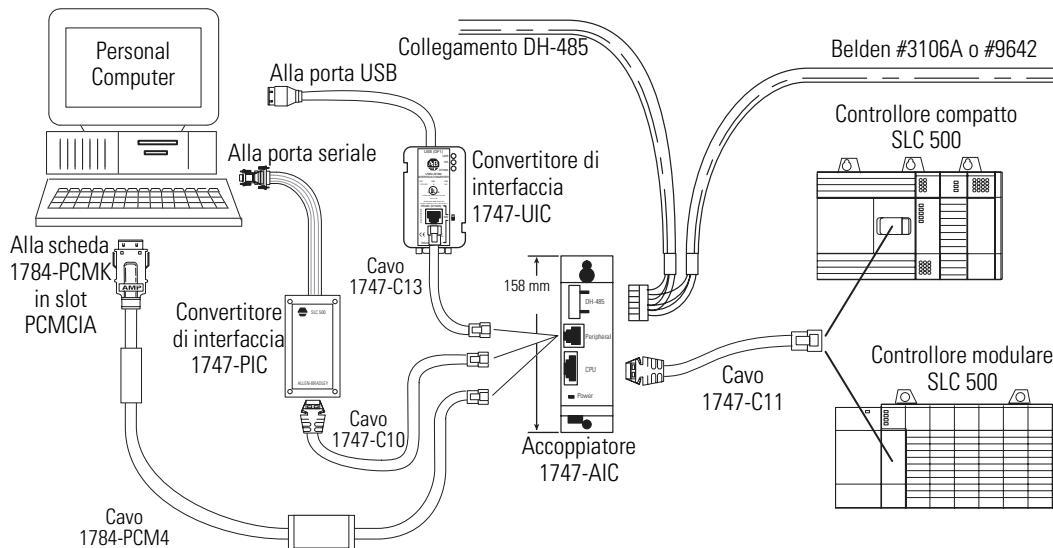 Personal
Computer
Collegamento DH-485
Belden #3106A o #9642
Alla porta USB
Controllore compatto
SLC 500
Alla porta seriale
USB (DF1)
Convertitore di
interfaccia
1747-UIC
Alla scheda
1784-PCMK
in slot
PCMCIA
AMP
Cavo
1747-C13
158 mm
DH-485
Peripheral
CPU
Power
Convertitore
di interfaccia
1747-PIC
SLC 500
ALLEN-BRADLEY
Controllore modulare
SLC 500
Cavo
1747-C11
Cavo
1747-C10
Accoppiatore
1747-AIC
Cavo
1784-PCM4